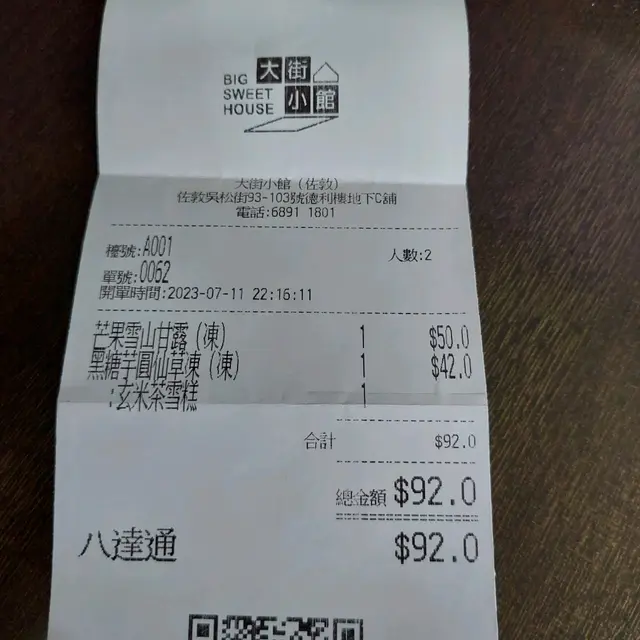 BIG
SWEET
HOUSE
大街
小館
大街小館 (佐敦)
佐敦吳松街93-103號德利樓地下C舖
電話:6891 1801
檯號:A001
人數:2
單號:0062
開單時間:2023-07-11 22:16:11
芒果雪山甘露 (凍) 1 $50.0
黑糖芋圓仙草凍 (凍) 1 $42.0
:玄米茶雪糕 1
合計 $92.0
總金額 $92.0
八達通 $92.0